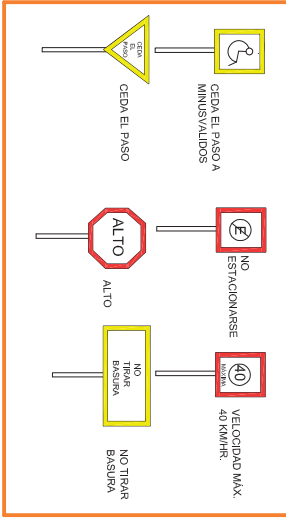 CEDA EL PASO A
MINUSVALIDOS
E
NO
ESTACIONARSE
40
MAXIMA
VELOCIDAD MÁX.
40 KM/HR.
CEDA
EL
PASO
CEDA EL PASO
ALTO
ALTO
NO
TIRAR
BASURA
NO TIRAR
BASURA